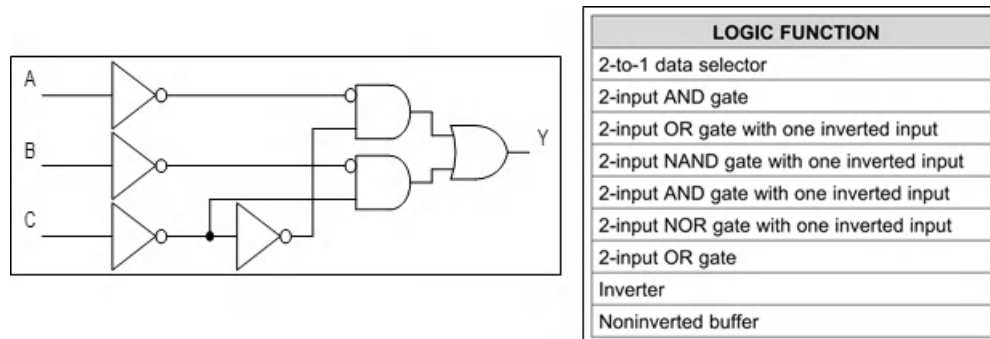 A
B
C
Y
LOGIC FUNCTION
2-to-1 data selector
2-input AND gate
2-input OR gate with one inverted input
2-input NAND gate with one inverted input
2-input AND gate with one inverted input
2-input NOR gate with one inverted input
2-input OR gate
Inverter
Noninverted buffer